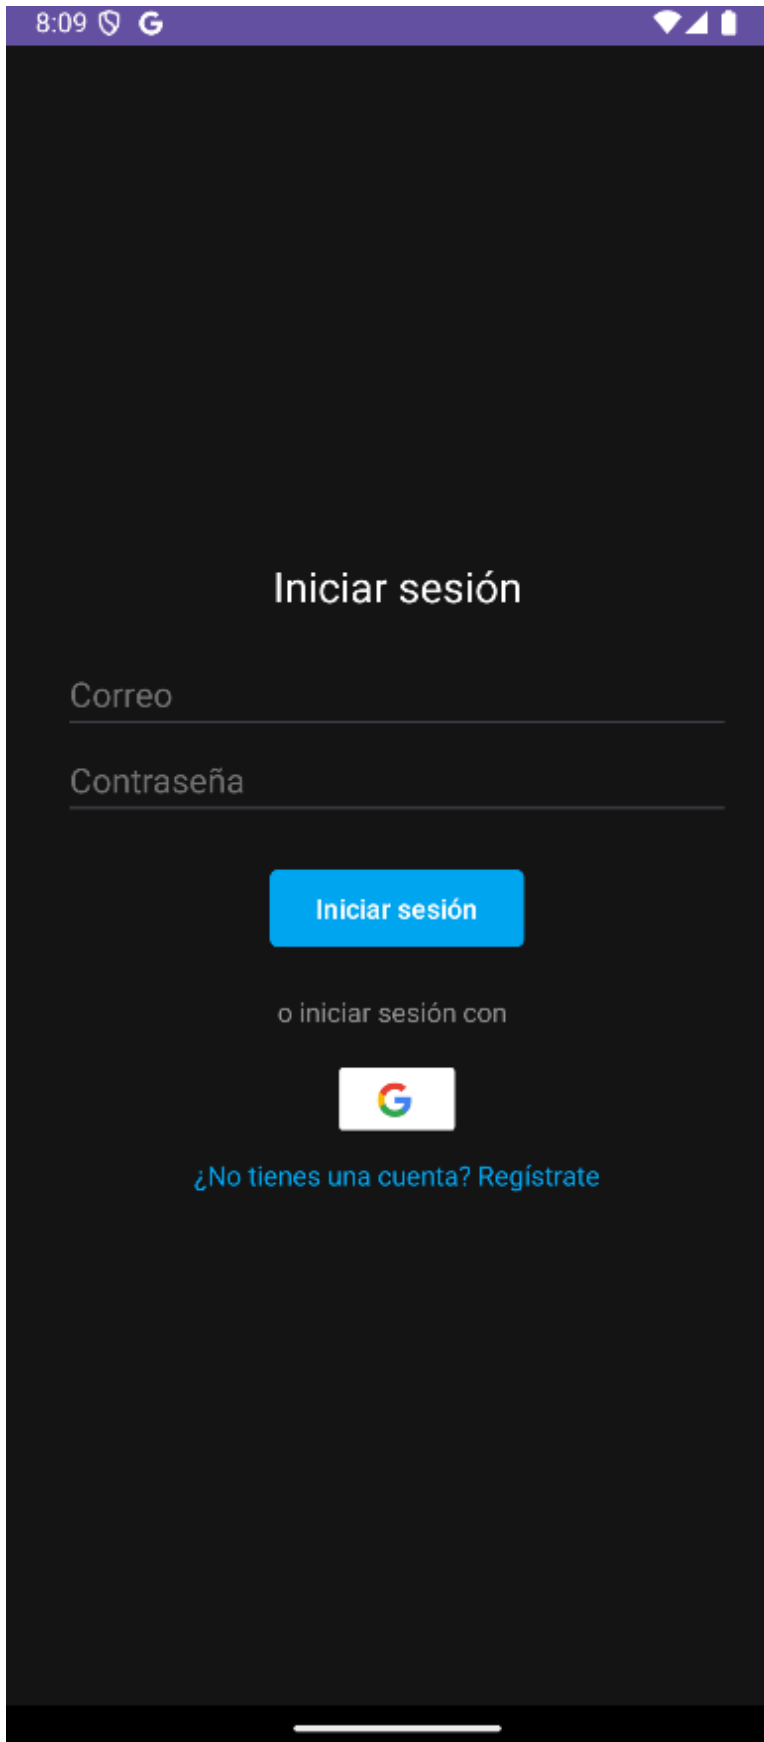 8:09 G
Iniciar sesión
Correo
Contraseña
Iniciar sesión
o iniciar sesión con
G
¿No tienes una cuenta? Regístrate